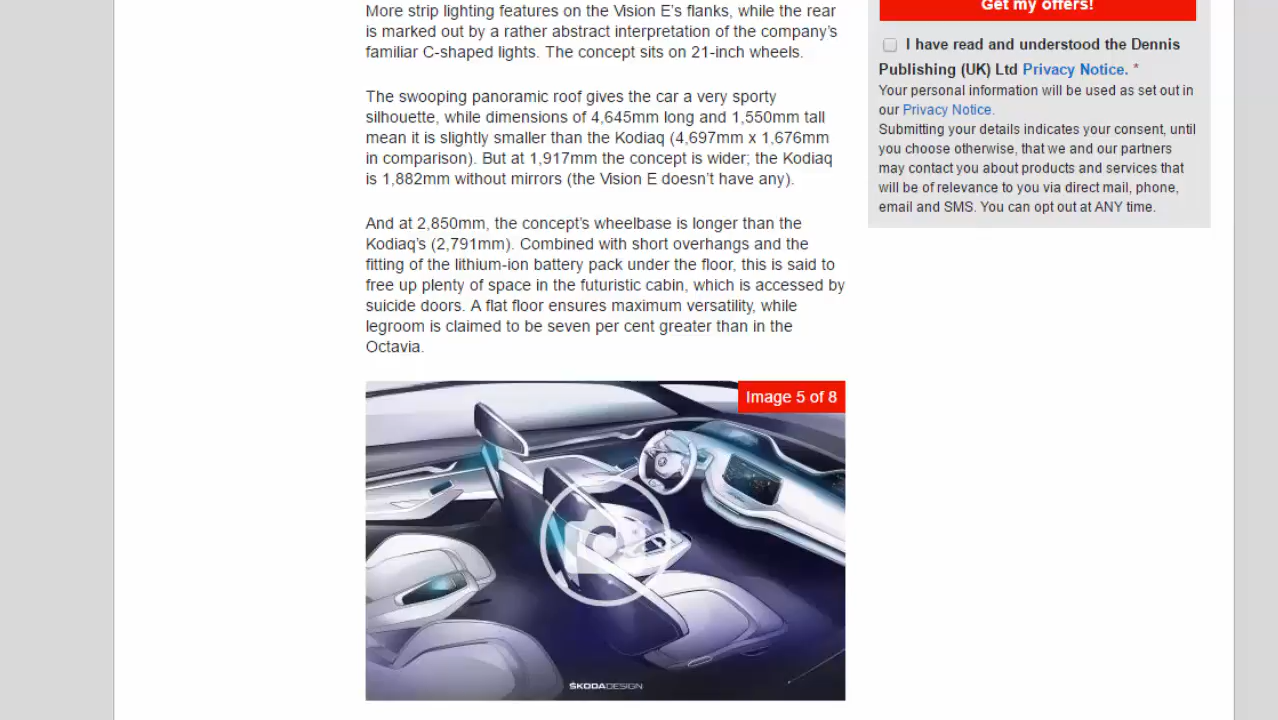 More strip lighting features on the Vision E’s flanks, while the rear
is marked out by a rather abstract interpretation of the company’s
familiar C-shaped lights. The concept sits on 21-inch wheels.
The swooping panoramic roof gives the car a very sporty
silhouette, while dimensions of 4,645mm long and 1,550mm tall
mean it is slightly smaller than the Kodiaq (4,697mm x 1,676mm
in comparison). But at 1,917mm the concept is wider; the Kodiaq
is 1,882mm without mirrors (the Vision E doesn’t have any).
And at 2,850mm, the concept’s wheelbase is longer than the
Kodiaq’s (2,791mm). Combined with short overhangs and the
fitting of the lithium-ion battery pack under the floor, this is said to
free up plenty of space in the futuristic cabin, which is accessed by
suicide doors. A flat floor ensures maximum versatility, while
legroom is claimed to be seven per cent greater than in the
Octavia.
Image 5 of 8
ŠKODADESIGN
Get my offers!
I have read and understood the Dennis
Publishing (UK) Ltd Privacy Notice. *
Your personal information will be used as set out in
our Privacy Notice.
Submitting your details indicates your consent, until
you choose otherwise, that we and our partners
may contact you about products and services that
will be of relevance to you via direct mail, phone,
email and SMS. You can opt out at ANY time.